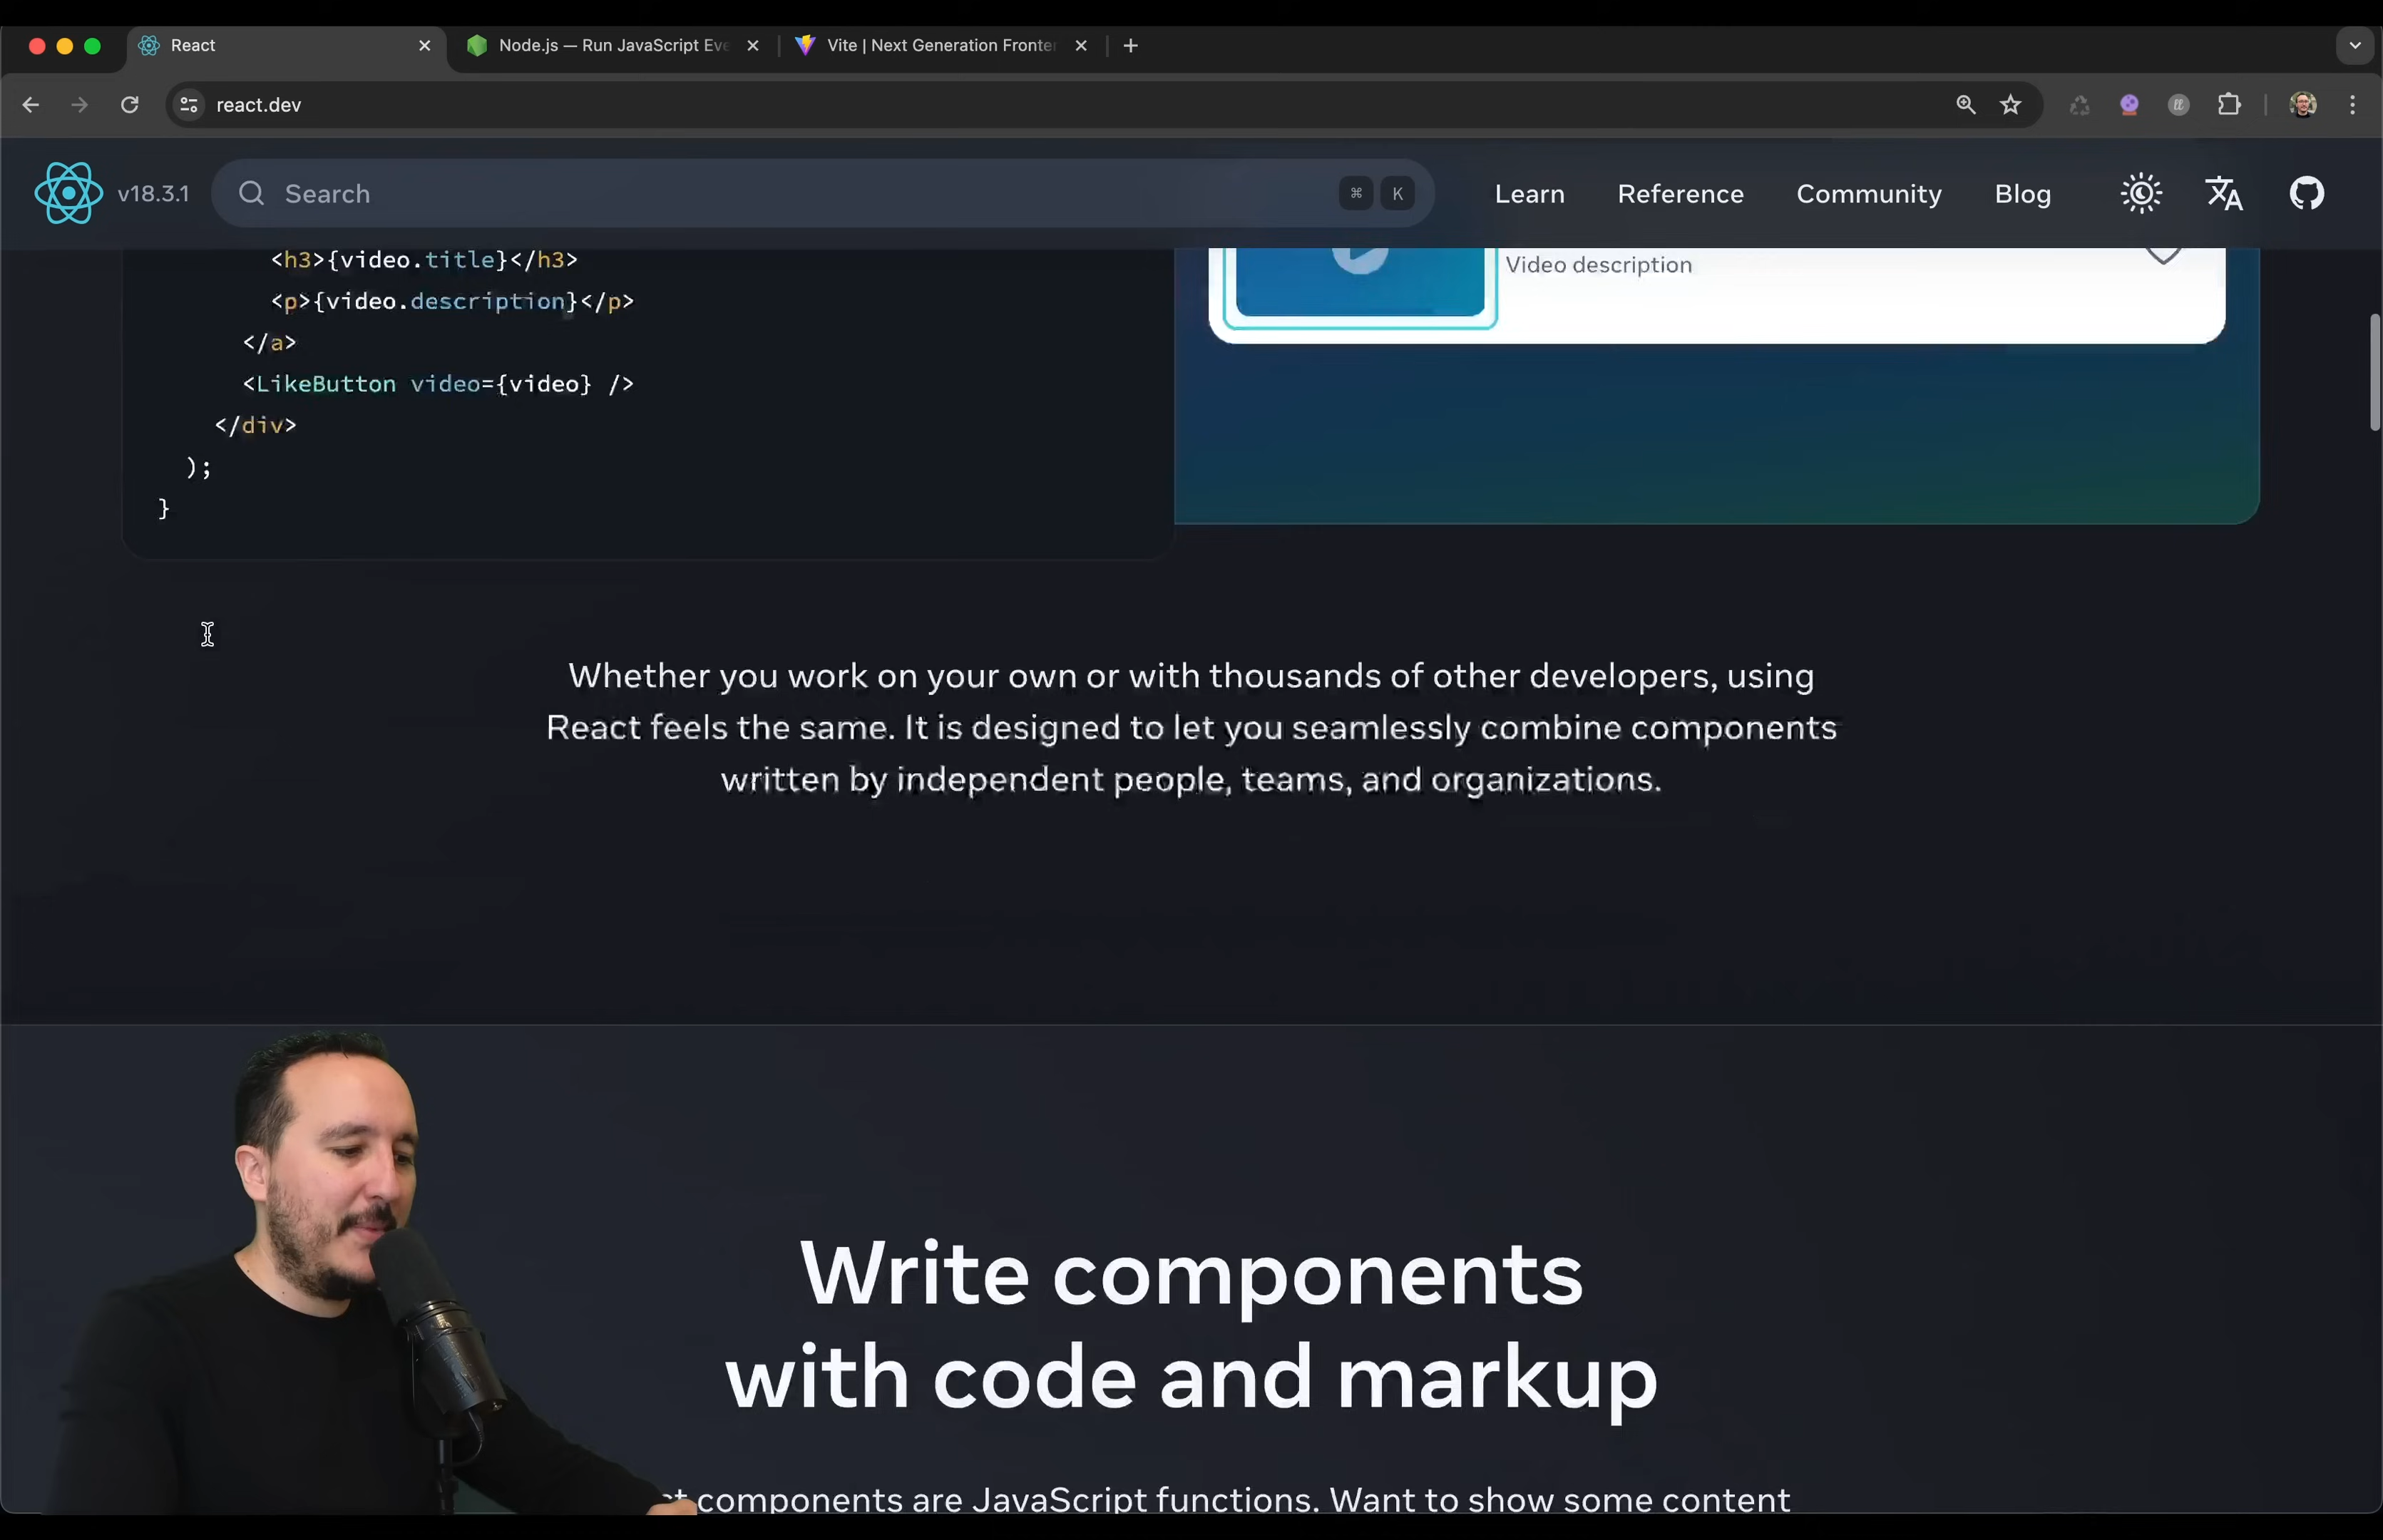 React
Node.js — Run JavaScript Eve
Vite | Next Generation Fronter
react.dev
v18.3.1
Search
⌘ K
Learn
Reference
Community
Blog
<h3>{video.title}</h3>
<p>{video.description}</p>
</a>
<LikeButton video={video} />
</div>
);
}
Video description
Whether you work on your own or with thousands of other developers, using
React feels the same. It is designed to let you seamlessly combine components
written by independent people, teams, and organizations.
Write components
with code and markup
components are JavaScript functions. Want to show some content